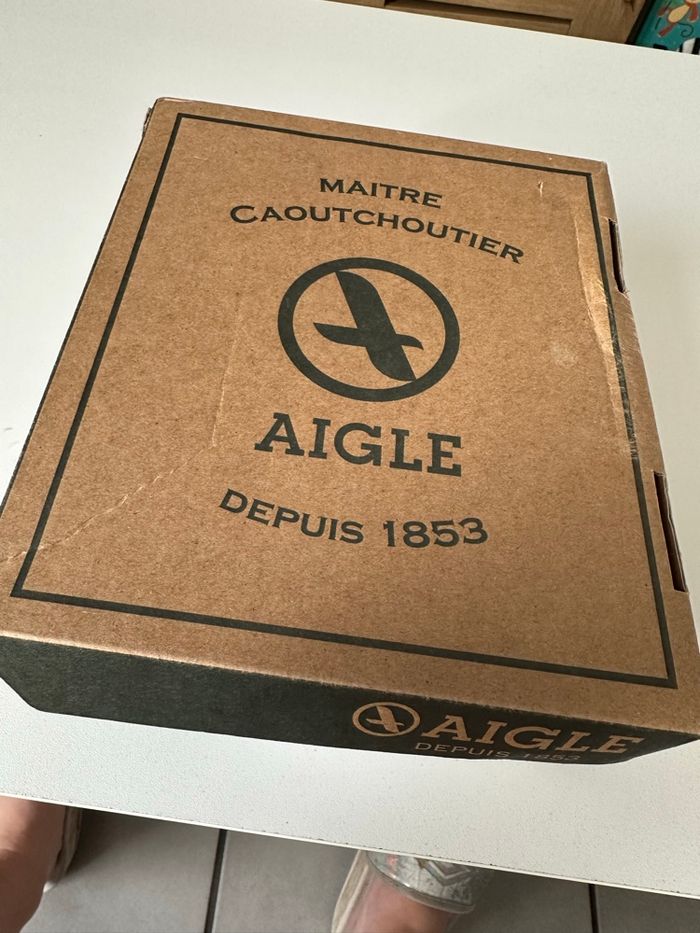 MAITRE
CAOUTCHOUTIER
AIGLE
DEPUIS 1853
AIGLE
DEPUIS 1853